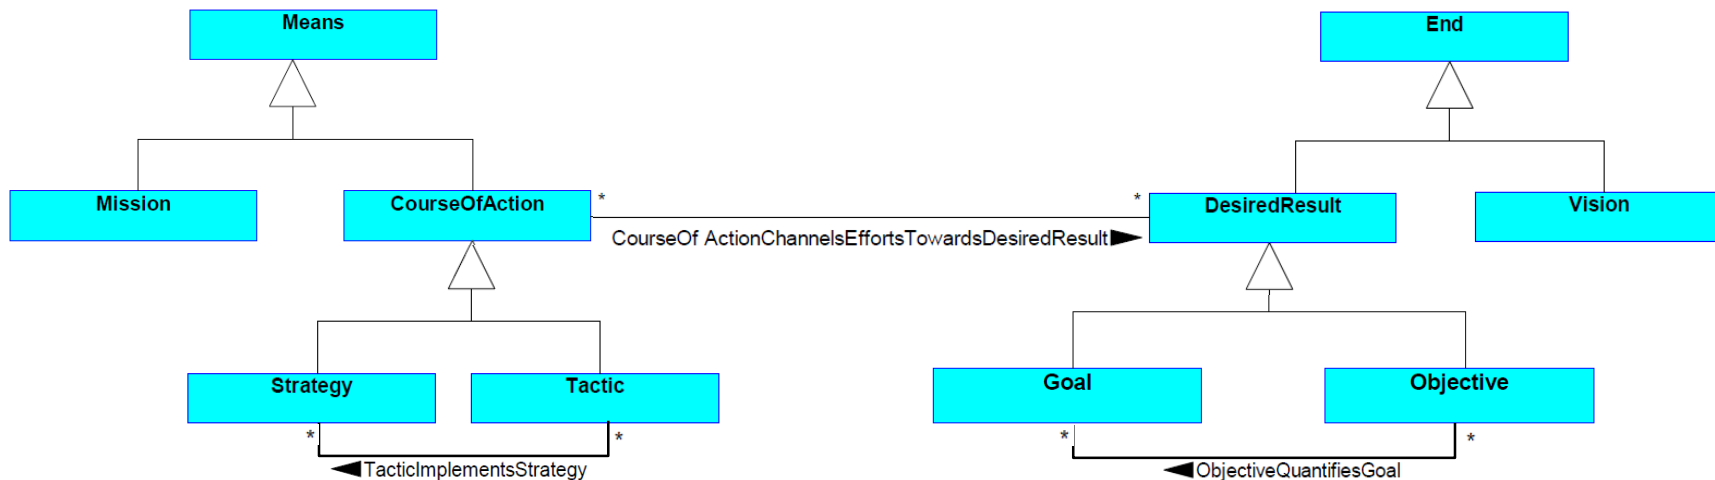 Means
End
Mission
CourseOfAction
*
*
DesiredResult
Vision
CourseOf ActionChannelsEffortsTowardsDesiredResult
Strategy
Tactic
Goal
Objective
*
*
*
*
TacticImplementsStrategy
ObjectiveQuantifiesGoal